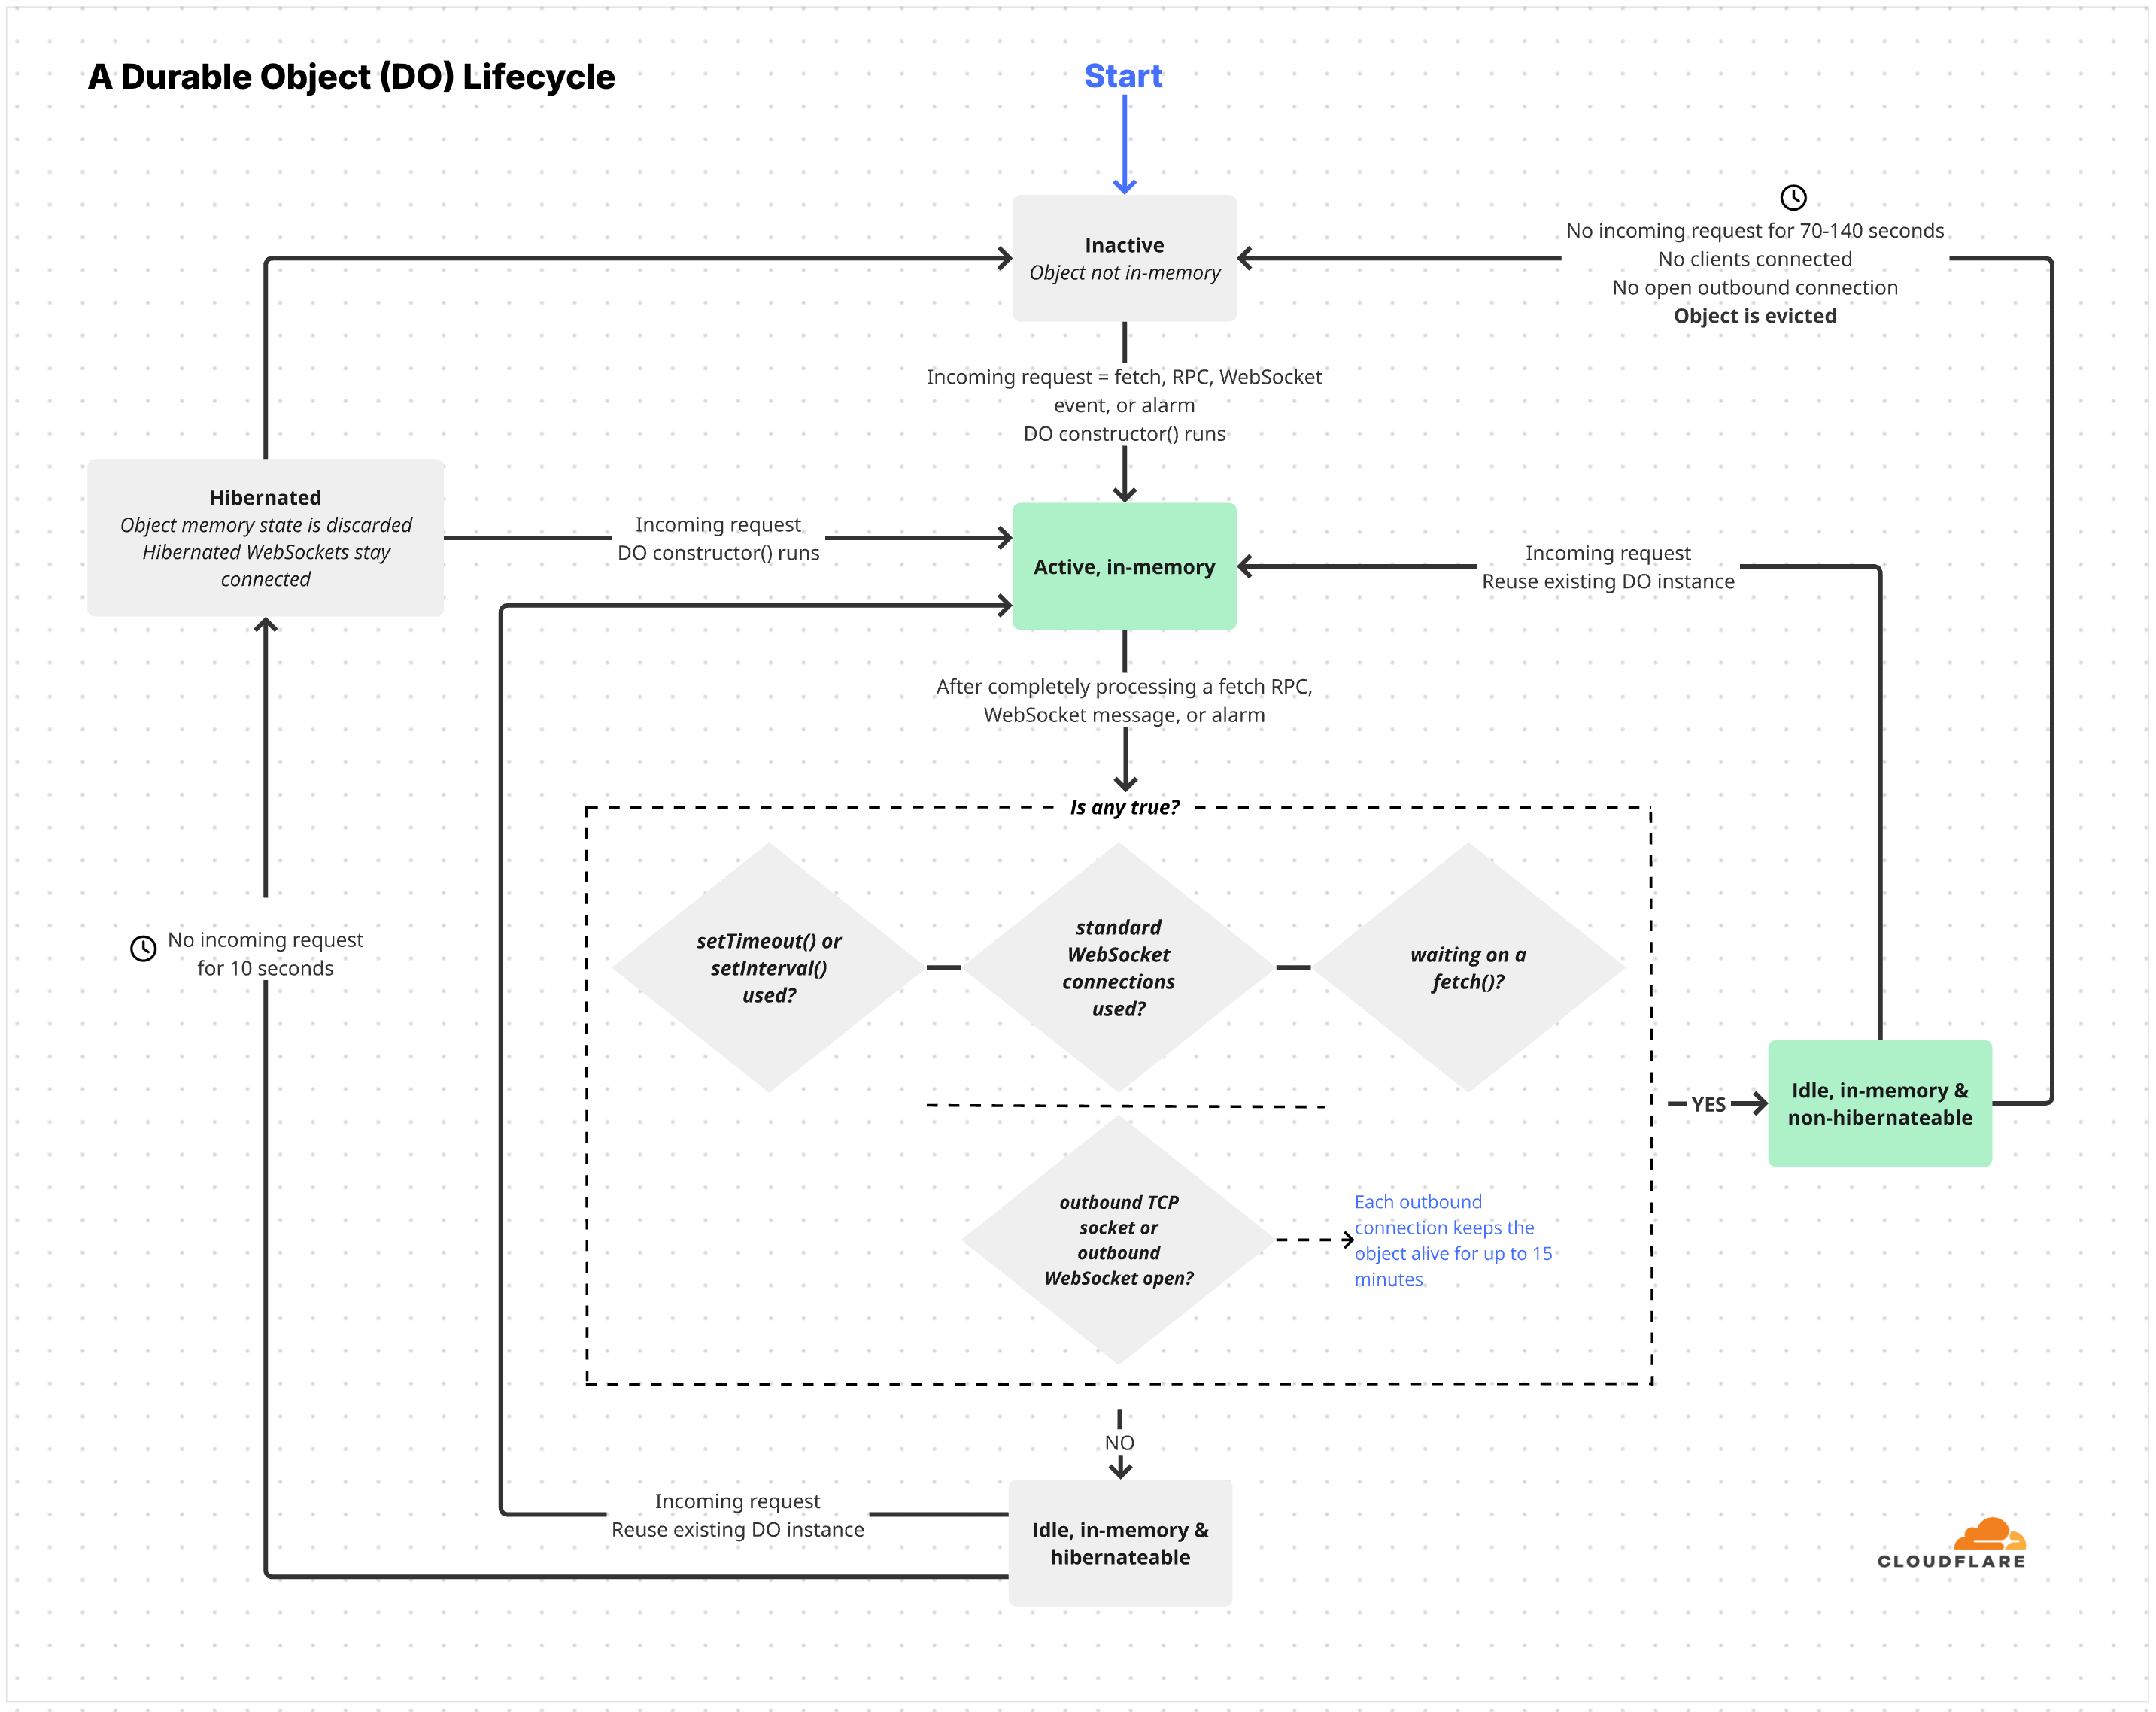 A Durable Object (DO) Lifecycle
Start
Inactive
Object not in-memory
No incoming request for 70-140 seconds
No clients connected
No open outbound connection
Object is evicted
Incoming request = fetch, RPC, WebSocket
event, or alarm
DO constructor() runs
Hibernated
Object memory state is discarded
Hibernated WebSockets stay
connected
Incoming request
DO constructor() runs
Active, in-memory
Incoming request
Reuse existing DO instance
After completely processing a fetch RPC,
WebSocket message, or alarm
Is any true?
setTimeout() or
setInterval()
used?
standard
WebSocket
connections
used?
waiting on a
fetch()?
No incoming request
for 10 seconds
outbound TCP
socket or
outbound
WebSocket open?
Each outbound
connection keeps the
object alive for up to 15
minutes
YES
Idle, in-memory &
non-hibernateable
NO
Incoming request
Reuse existing DO instance
Idle, in-memory &
hibernateable
CLOUDFLARE